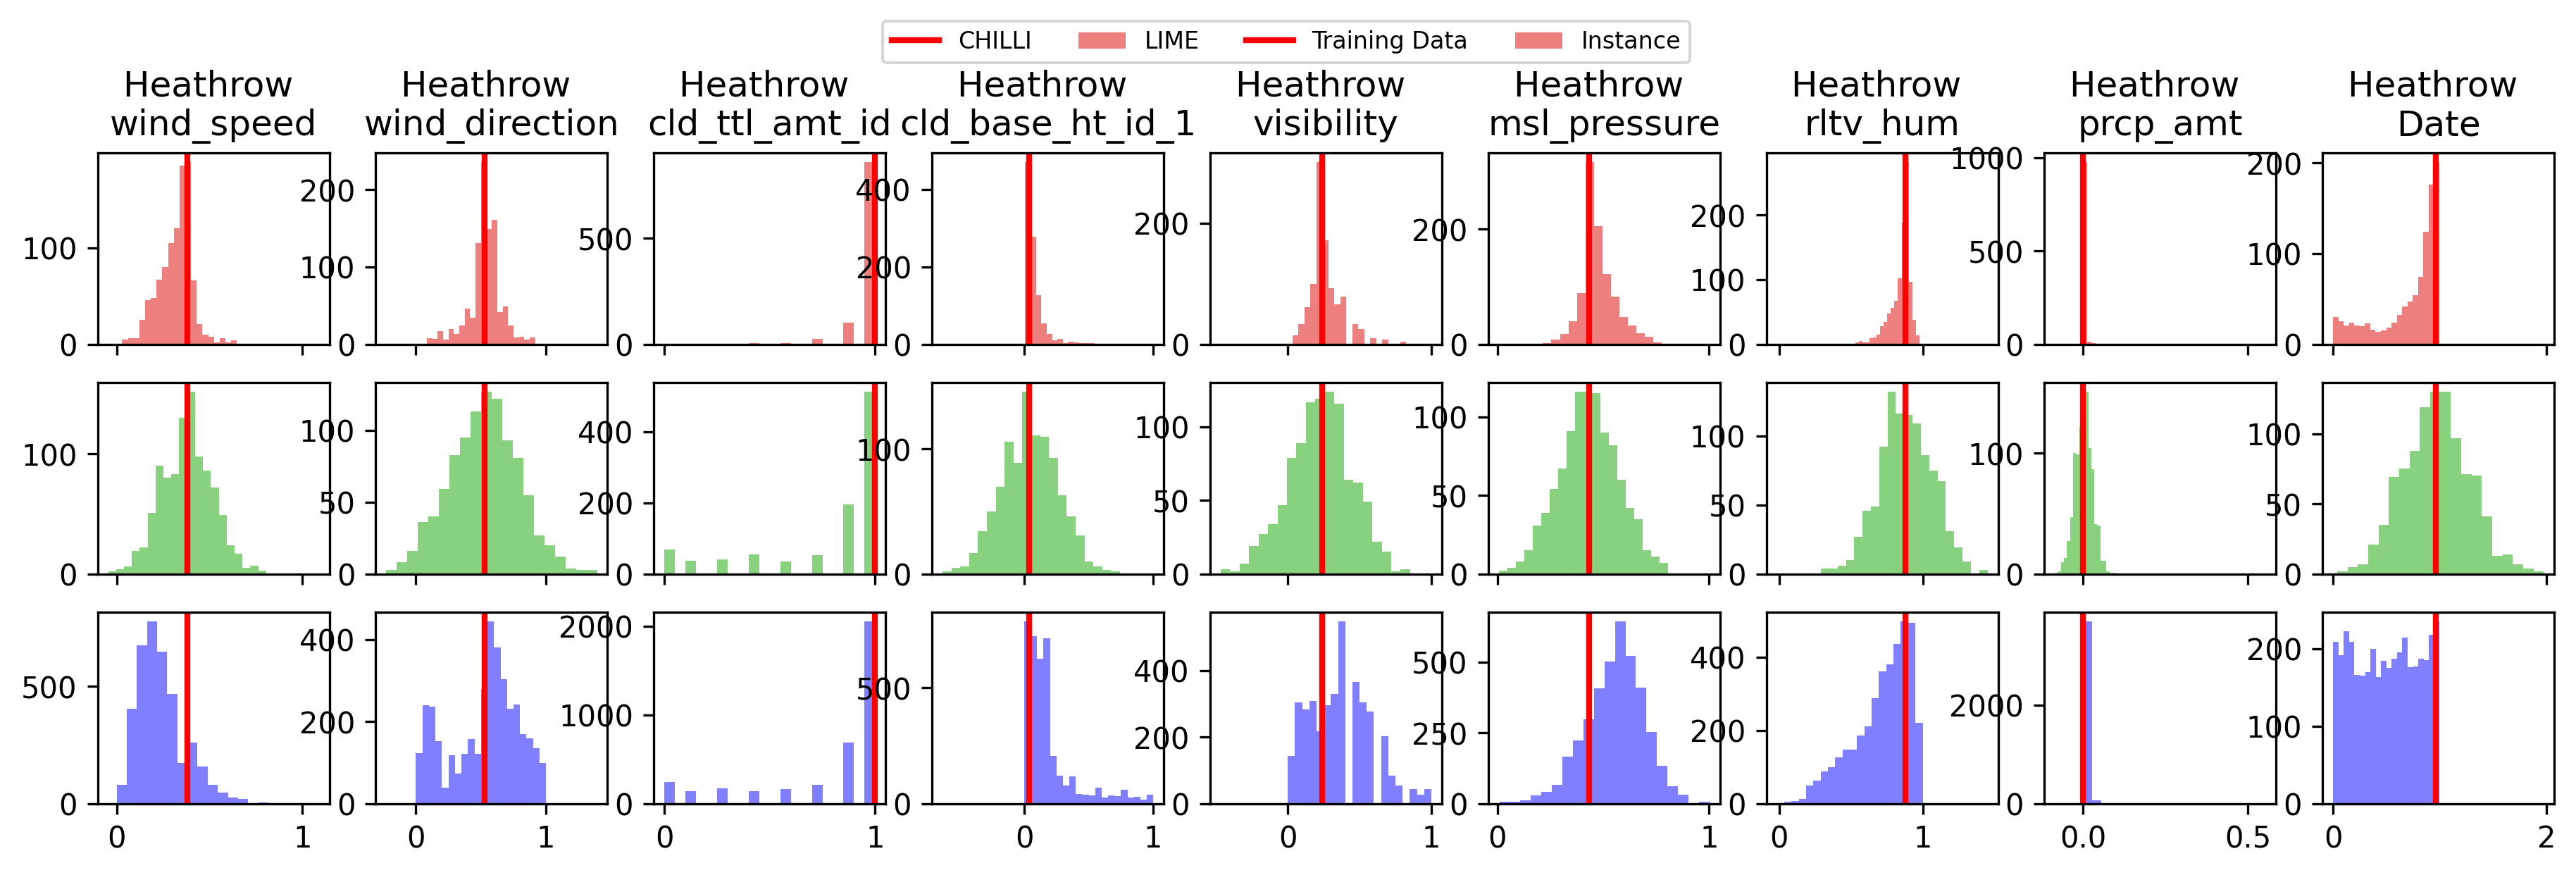 CHILLI LIME Training Data Instance
Heathrow wind_speed
Heathrow wind_direction
Heathrow cld_ttl_amt_id
Heathrow cld_base_ht_id_1
Heathrow visibility
Heathrow msl_pressure
Heathrow rltv_hum
Heathrow prcp_amt
Heathrow Date
100 0
200 100 0
500 0
400 200 0
200 0
200 0
200 100 0
1000 500 0
200 100 0
100 0
100 50 0
400 200 0
100 0
100 50 0
100 50 0
100 50 0
100 0
100 50 0
500 0
400 200 0
2000 1000 0
500 0
400 200 0
500 250 0
400 200 0
2000 0
200 100 0
0 1
0 1
0 1
0 1
0 1
0 1
0 1
0.0 0.5
0 2